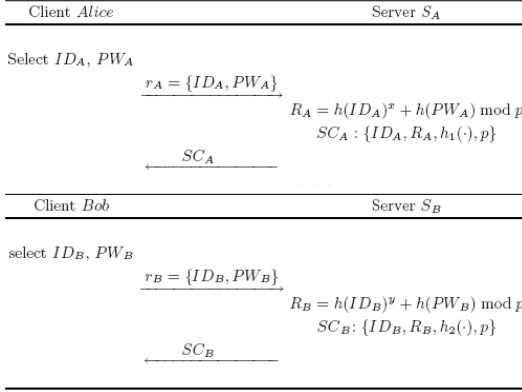 Client Alice Server S_A
Select ID_A, PW_A
r_A = {ID_A, PW_A}
R_A = h(ID_A)^x + h(PW_A) mod p
SC_A : {ID_A, R_A, h_1(·), p}
SC_A
Client Bob Server S_B
select ID_B, PW_B
r_B = {ID_B, PW_B}
R_B = h(ID_B)^y + h(PW_B) mod p
SC_B: {ID_B, R_B, h_2(·), p}
SC_B